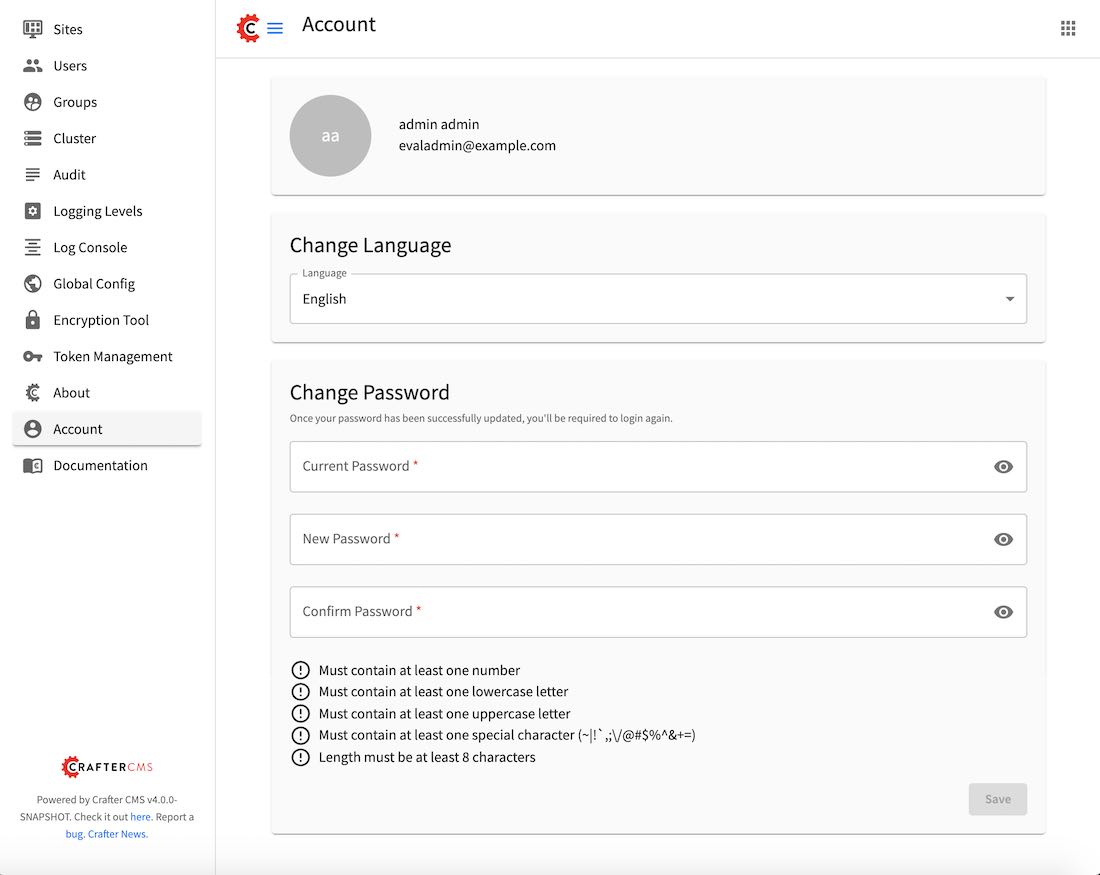 Sites
Users
Groups
Cluster
Audit
Logging Levels
Log Console
Global Config
Encryption Tool
Token Management
About
Account
Documentation
CRAFTERCMS
Powered by Crafter CMS v4.0.0-
SNAPSHOT. Check it out here. Report a
bug. Crafter News.
Account
aa
admin admin
evaladmin@example.com
Change Language
Language
English
Change Password
Once your password has been successfully updated, you'll be required to login again.
Current Password *
New Password *
Confirm Password *
Must contain at least one number
Must contain at least one lowercase letter
Must contain at least one uppercase letter
Must contain at least one special character (~|!`,;\/@#$%^&+=)
Length must be at least 8 characters
Save